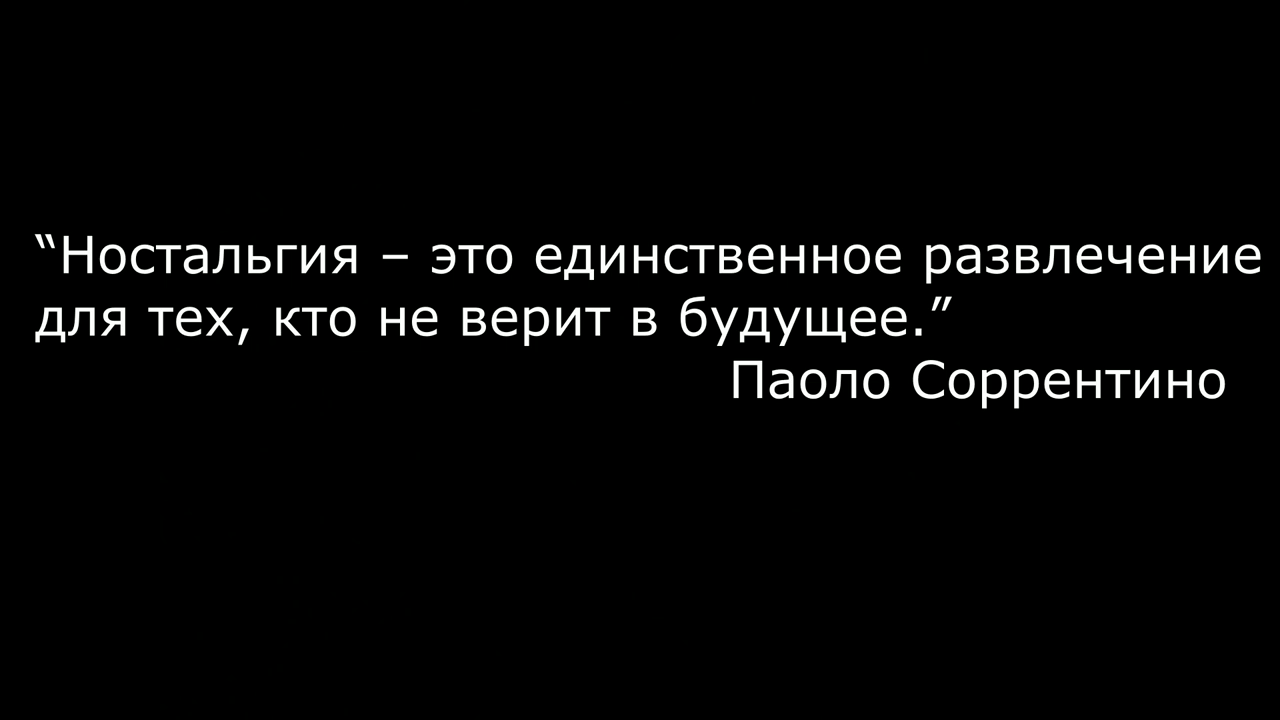 “Ностальгия – это единственное развлечение
для тех, кто не верит в будущее.”
Паоло Соррентино